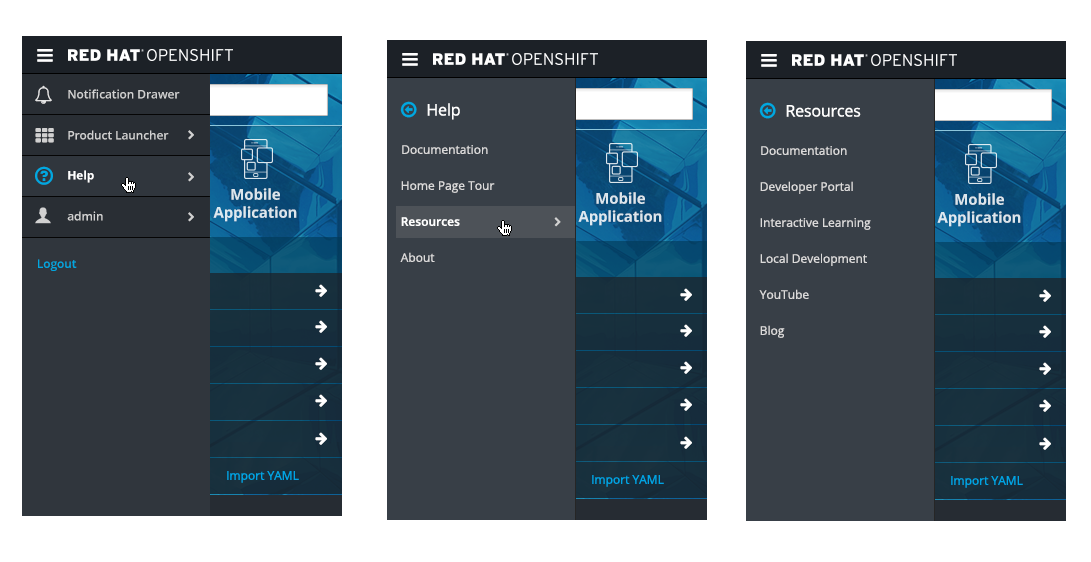 RED HAT® OPENSHIFT
Notification Drawer
Product Launcher
Help
admin
Logout
Mobile
Application
Import YAML
RED HAT® OPENSHIFT
Help
Documentation
Home Page Tour
Resources
About
Mobile
Application
Import YAML
RED HAT® OPENSHIFT
Resources
Documentation
Developer Portal
Interactive Learning
Local Development
YouTube
Blog
Mobile
Application
Import YAML